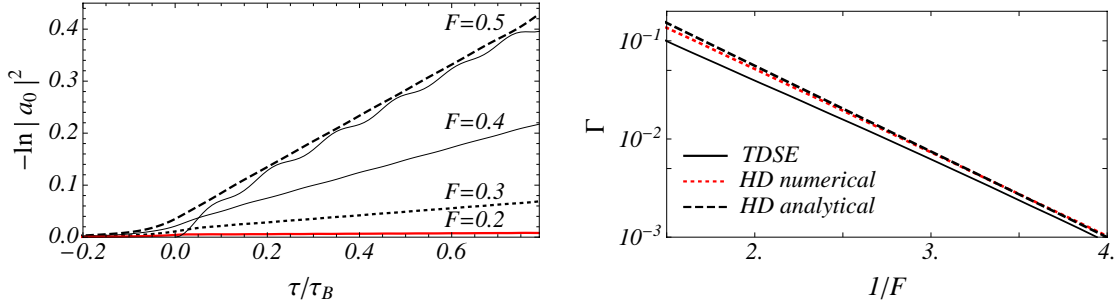 0.4
0.3
0.2
0.1
0.0
−ln| a₀ |²
F=0.5
F=0.4
F=0.3
F=0.2
−0.2 0.0 0.2 0.4 0.6
τ/τ_B
10⁻¹
10⁻²
10⁻³
Γ
TDSE
HD numerical
HD analytical
2. 3. 4.
1/F